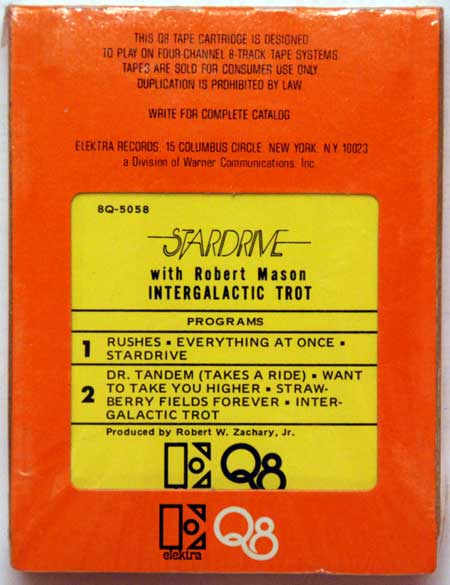 THIS Q8 TAPE CARTRIDGE IS DESIGNED
TO PLAY ON FOUR-CHANNEL 8-TRACK TAPE SYSTEMS.
TAPES ARE SOLD FOR CONSUMER USE ONLY.
DUPLICATION IS PROHIBITED BY LAW.
WRITE FOR COMPLETE CATALOG
ELEKTRA RECORDS, 15 COLUMBUS CIRCLE, NEW YORK, N.Y. 10023
a Division of Warner Communications, Inc.
8Q-5058
STARDRIVE
with Robert Mason
INTERGALACTIC TROT
PROGRAMS
1 RUSHES ▪ EVERYTHING AT ONCE ▪
STARDRIVE
2 DR. TANDEM (TAKES A RIDE) ▪ WANT
TO TAKE YOU HIGHER ▪ STRAW-
BERRY FIELDS FOREVER ▪ INTER-
GALACTIC TROT
Produced by Robert W. Zachary, Jr.
Q8
elektra Q8